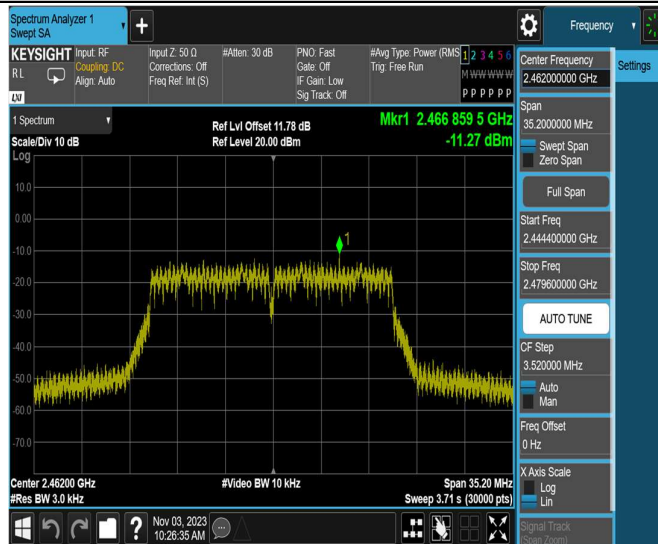 Spectrum Analyzer 1
Swept SA
Frequency
KEYSIGHT
RL
LXI
Input: RF
Coupling: DC
Align: Auto
Input Z: 50 Ω
Corrections: Off
Freq Ref: Int (S)
#Atten: 30 dB
PNO: Fast
Gate: Off
IF Gain: Low
Sig Track: Off
#Avg Type: Power (RMS
Trig: Free Run
1 2 3 4 5 6
M W W W W W
P P P P P P
Center Frequency
2.462000000 GHz
Settings
Span
35.2000000 MHz
Swept Span
Zero Span
Full Span
Start Freq
2.444400000 GHz
Stop Freq
2.479600000 GHz
AUTO TUNE
CF Step
3.520000 MHz
Auto
Man
Freq Offset
0 Hz
X Axis Scale
Log
Lin
Signal Track
(Span Zoom)
1 Spectrum
Scale/Div 10 dB
Log
Ref Lvl Offset 11.78 dB
Ref Level 20.00 dBm
Mkr1 2.466 859 5 GHz
-11.27 dBm
10.0
0.00
-10.0
-20.0
-30.0
-40.0
-50.0
-60.0
-70.0
1
Center 2.46200 GHz
#Res BW 3.0 kHz
#Video BW 10 kHz
Span 35.20 MHz
Sweep 3.71 s (30000 pts)
?
Nov 03, 2023
10:26:35 AM